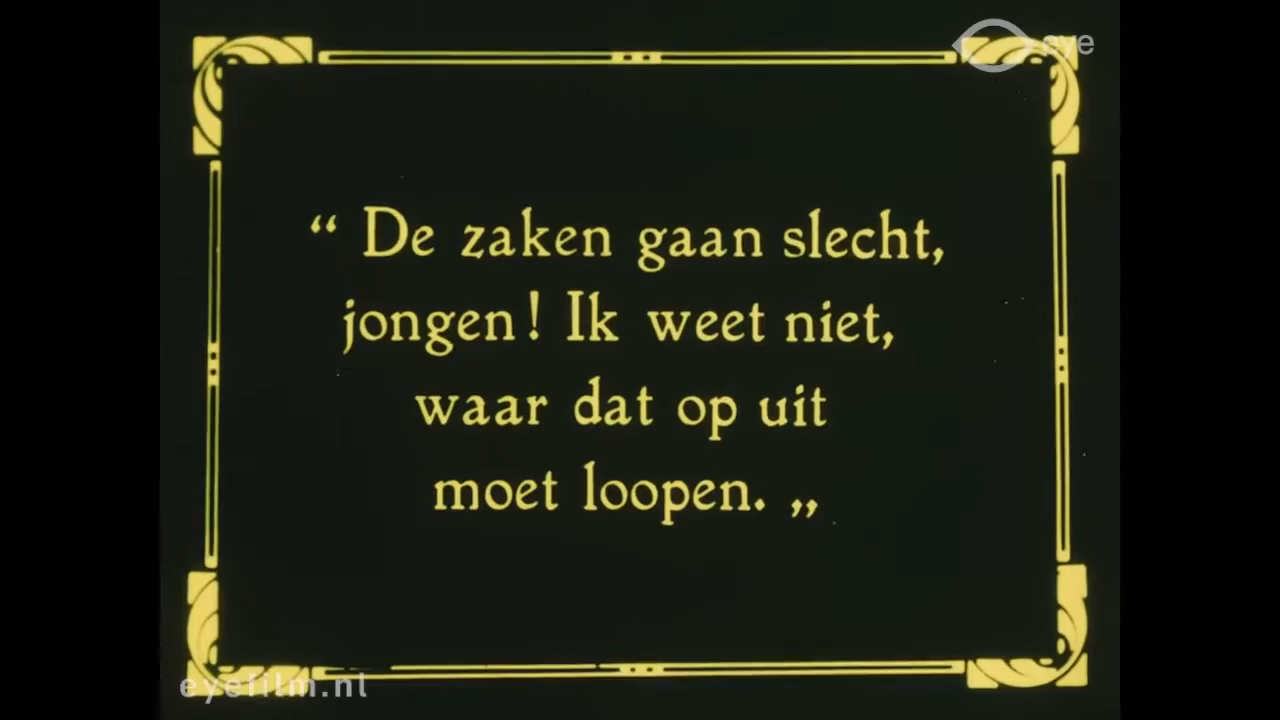 eye
“ De zaken gaan slecht,
jongen! Ik weet niet,
waar dat op uit
moet loopen. „
eyefilm.nl